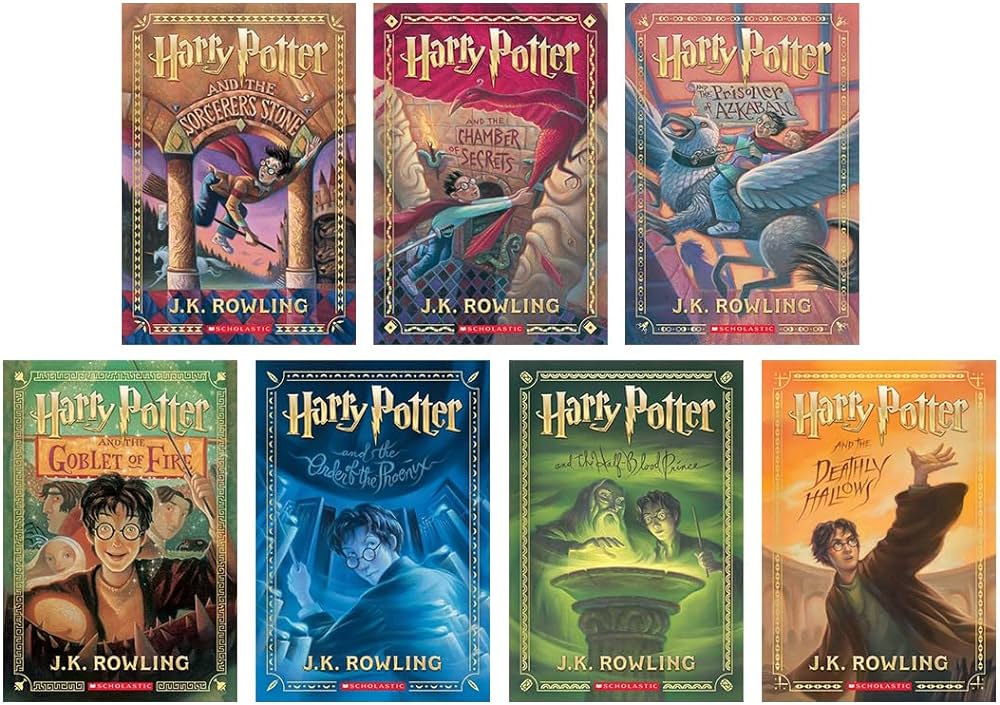 Harry Potter
AND THE
SORCERER'S STONE
J.K. ROWLING
SCHOLASTIC
Harry Potter
AND THE
CHAMBER
OF SECRETS
J.K. ROWLING
SCHOLASTIC
Harry Potter
AND THE Prisoner
of AZKABAN
J.K. ROWLING
SCHOLASTIC
Harry Potter
AND THE
GOBLET OF FIRE
J.K. ROWLING
SCHOLASTIC
Harry Potter
and the
Order of the Phoenix
J.K. ROWLING
SCHOLASTIC
Harry Potter
and the Half-Blood Prince
J.K. ROWLING
SCHOLASTIC
Harry Potter
AND THE
DEATHLY
HALLOWS
J.K. ROWLING
SCHOLASTIC